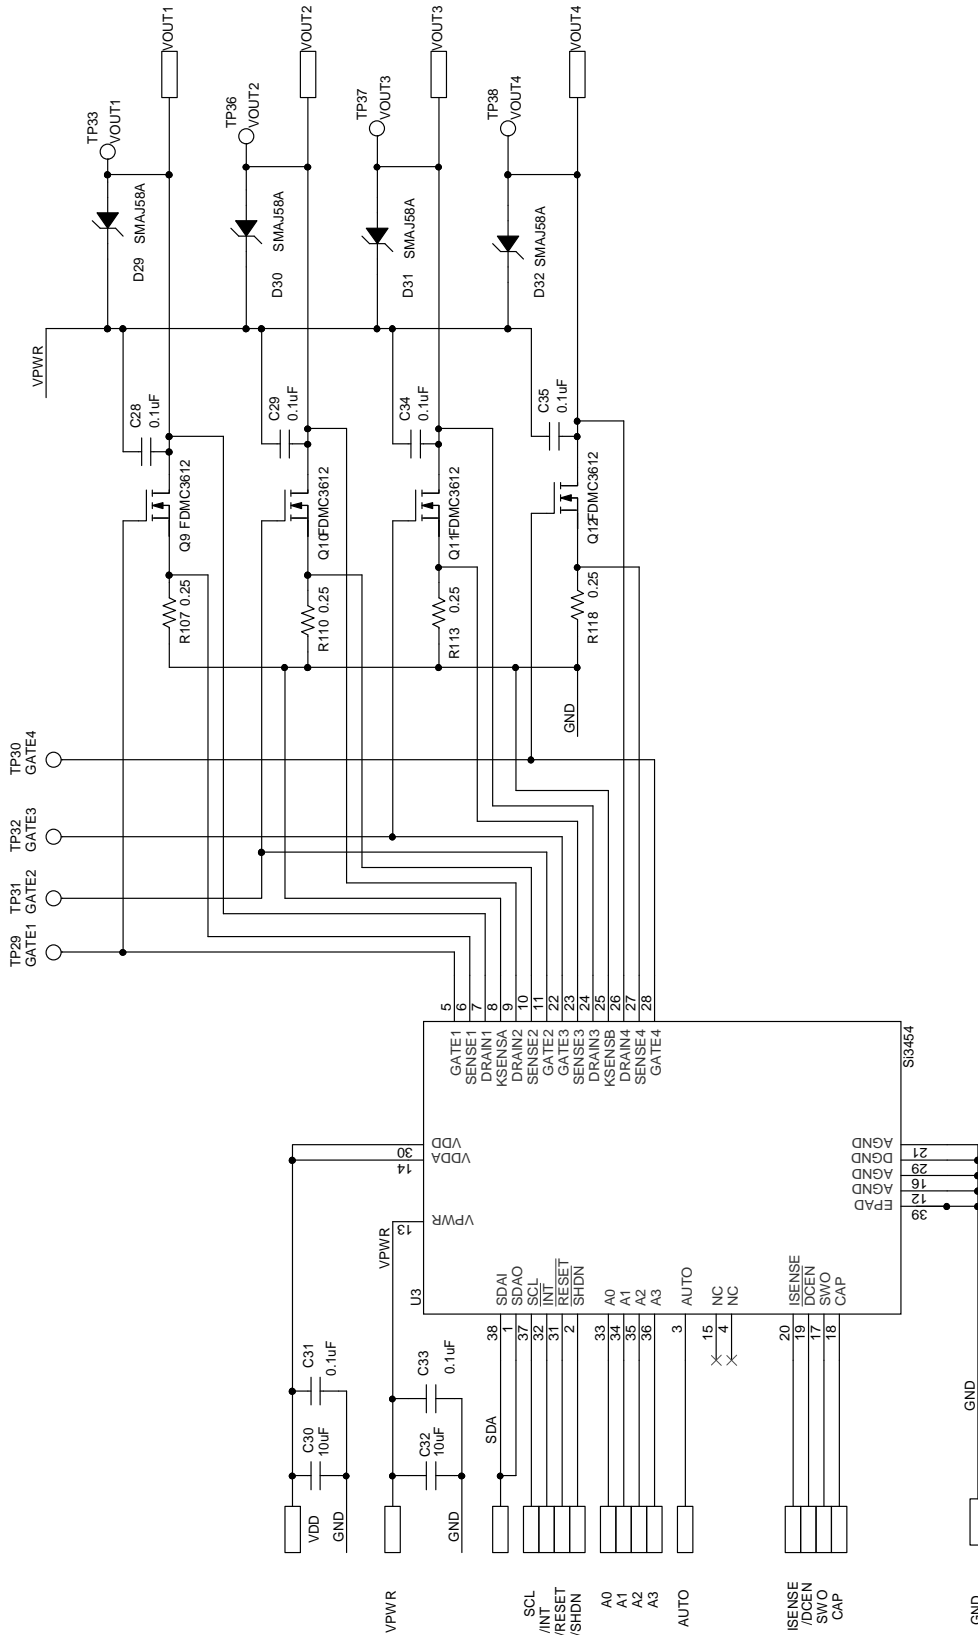 VOUT1
VOUT2
VOUT3
VOUT4
TP33
VOUT1
TP36
VOUT2
TP37
VOUT3
TP38
VOUT4
D29
SMAJ58A
D30
SMAJ58A
D31
SMAJ58A
D32
SMAJ58A
VPWR
C28
0.1uF
C29
0.1uF
C34
0.1uF
C35
0.1uF
Q9
FDMC3612
Q10
FDMC3612
Q11
FDMC3612
Q12
FDMC3612
R107
0.25
R110
0.25
R113
0.25
R118
0.25
GND
TP30
GATE4
TP32
GATE3
TP31
GATE2
TP29
GATE1
5
6
7
8
9
10
11
22
23
24
25
26
27
28
GATE1
SENSE1
DRAIN1
KSENSA
DRAIN2
SENSE2
GATE2
GATE3
SENSE3
DRAIN3
KSENSB
DRAIN4
SENSE4
GATE4
Si3454
VDD
30
VDDA
14
VPWR
13
AGND
21
DGND
29
AGND
16
AGND
12
EPAD
39
VPWR
U3
SDAI
SDAO
SCL
INT
RESET
SHDN
A0
A1
A2
A3
AUTO
NC
NC
ISENSE
DCEN
SWO
CAP
38
1
37
32
31
2
33
34
35
36
3
15
4
20
19
17
18
C31
0.1uF
C30
10uF
C33
0.1uF
C32
10uF
VDD
GND
VPWR
GND
SDA
SCL
/INT
/RESET
/SHDN
A0
A1
A2
A3
AUTO
ISENSE
/DCEN
SWO
CAP
GND
GND